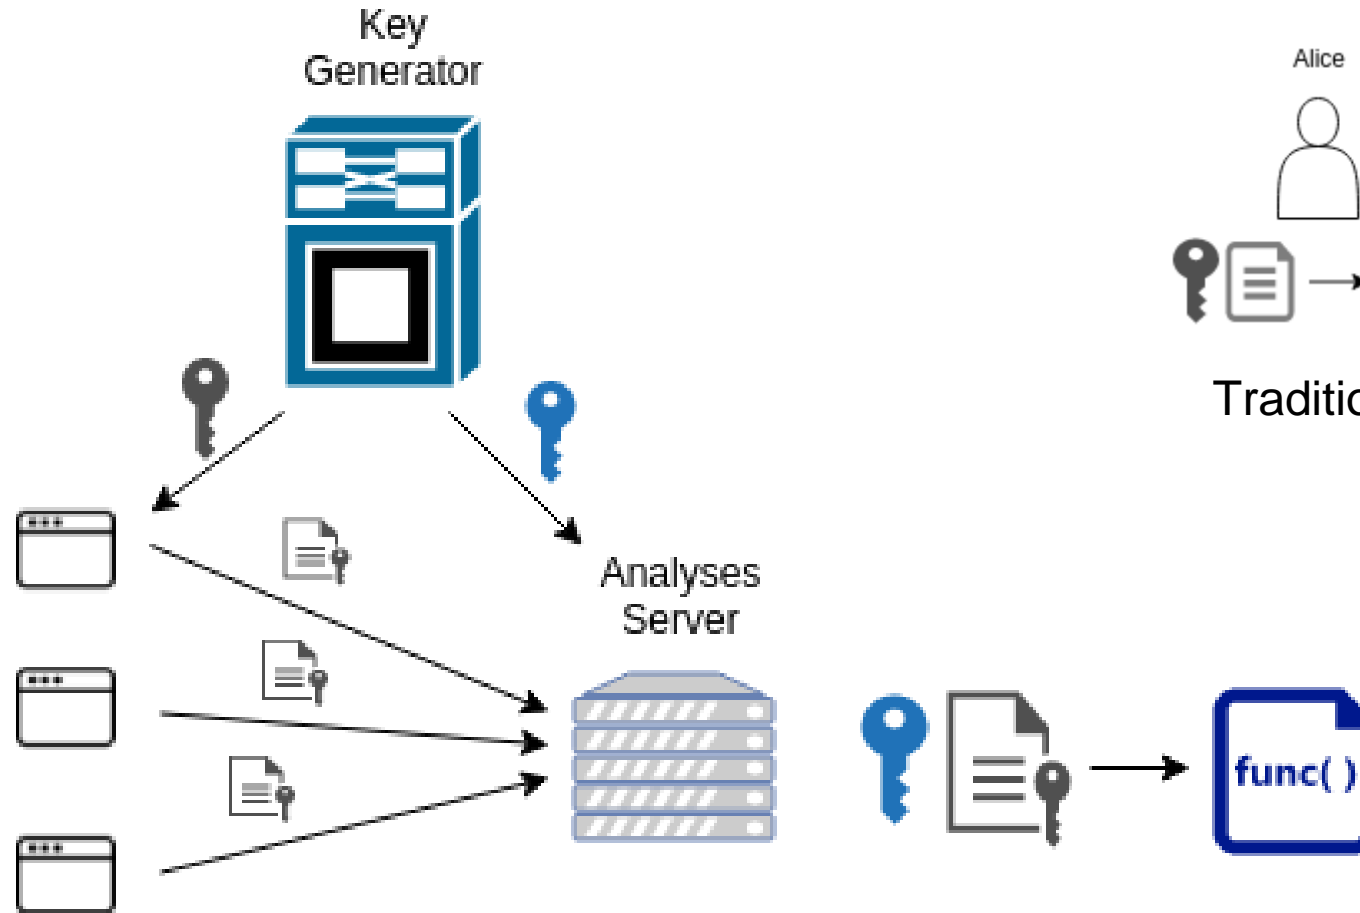 Key
Generator
Alice
Analyses
Server
func( )